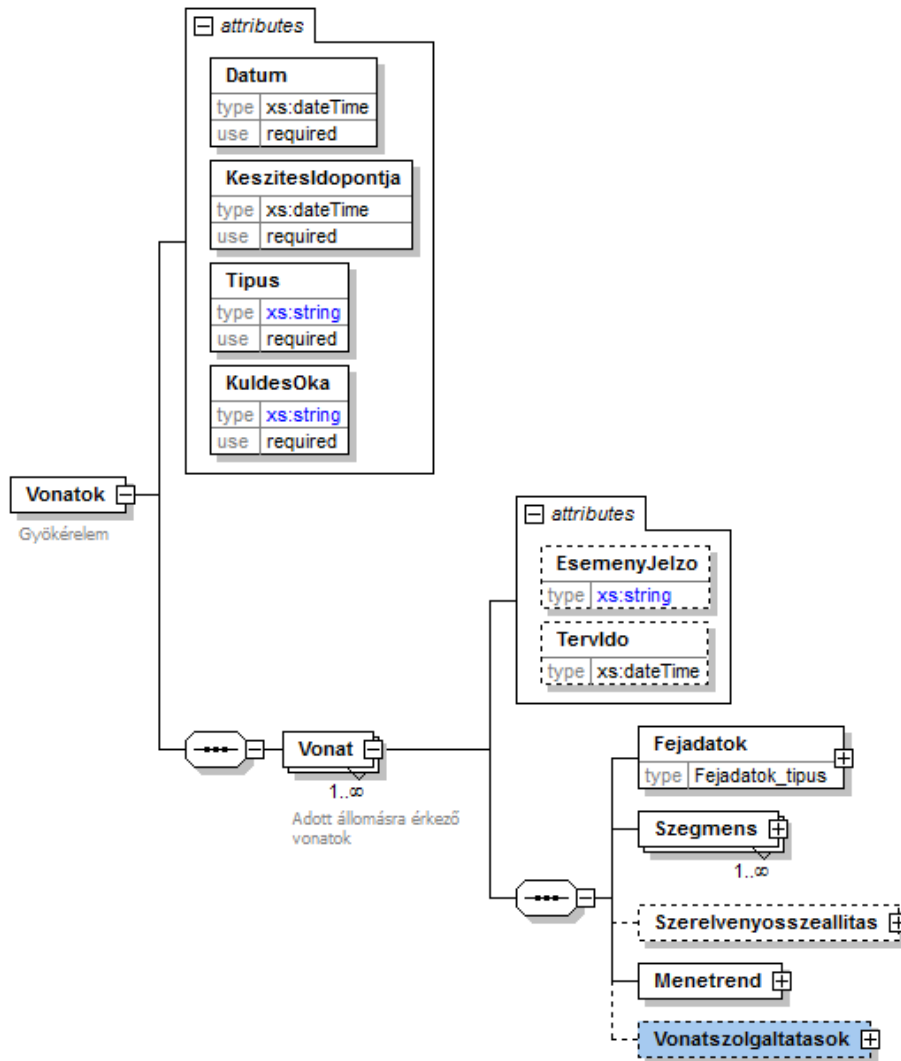 attributes
Datum
type xs:dateTime
use required
KeszitesIdopontja
type xs:dateTime
use required
Tipus
type xs:string
use required
KuldesOka
type xs:string
use required
Vonatok
Gyökérelem
attributes
EsemenyJelzo
type xs:string
TervIdo
type xs:dateTime
Vonat
1..∞
Adott állomásra érkező
vonatok
Fejadatok
type Fejadatok_tipus
Szegmens
1..∞
Szerelvenyosszeallitas
Menetrend
Vonatszolgaltatasok